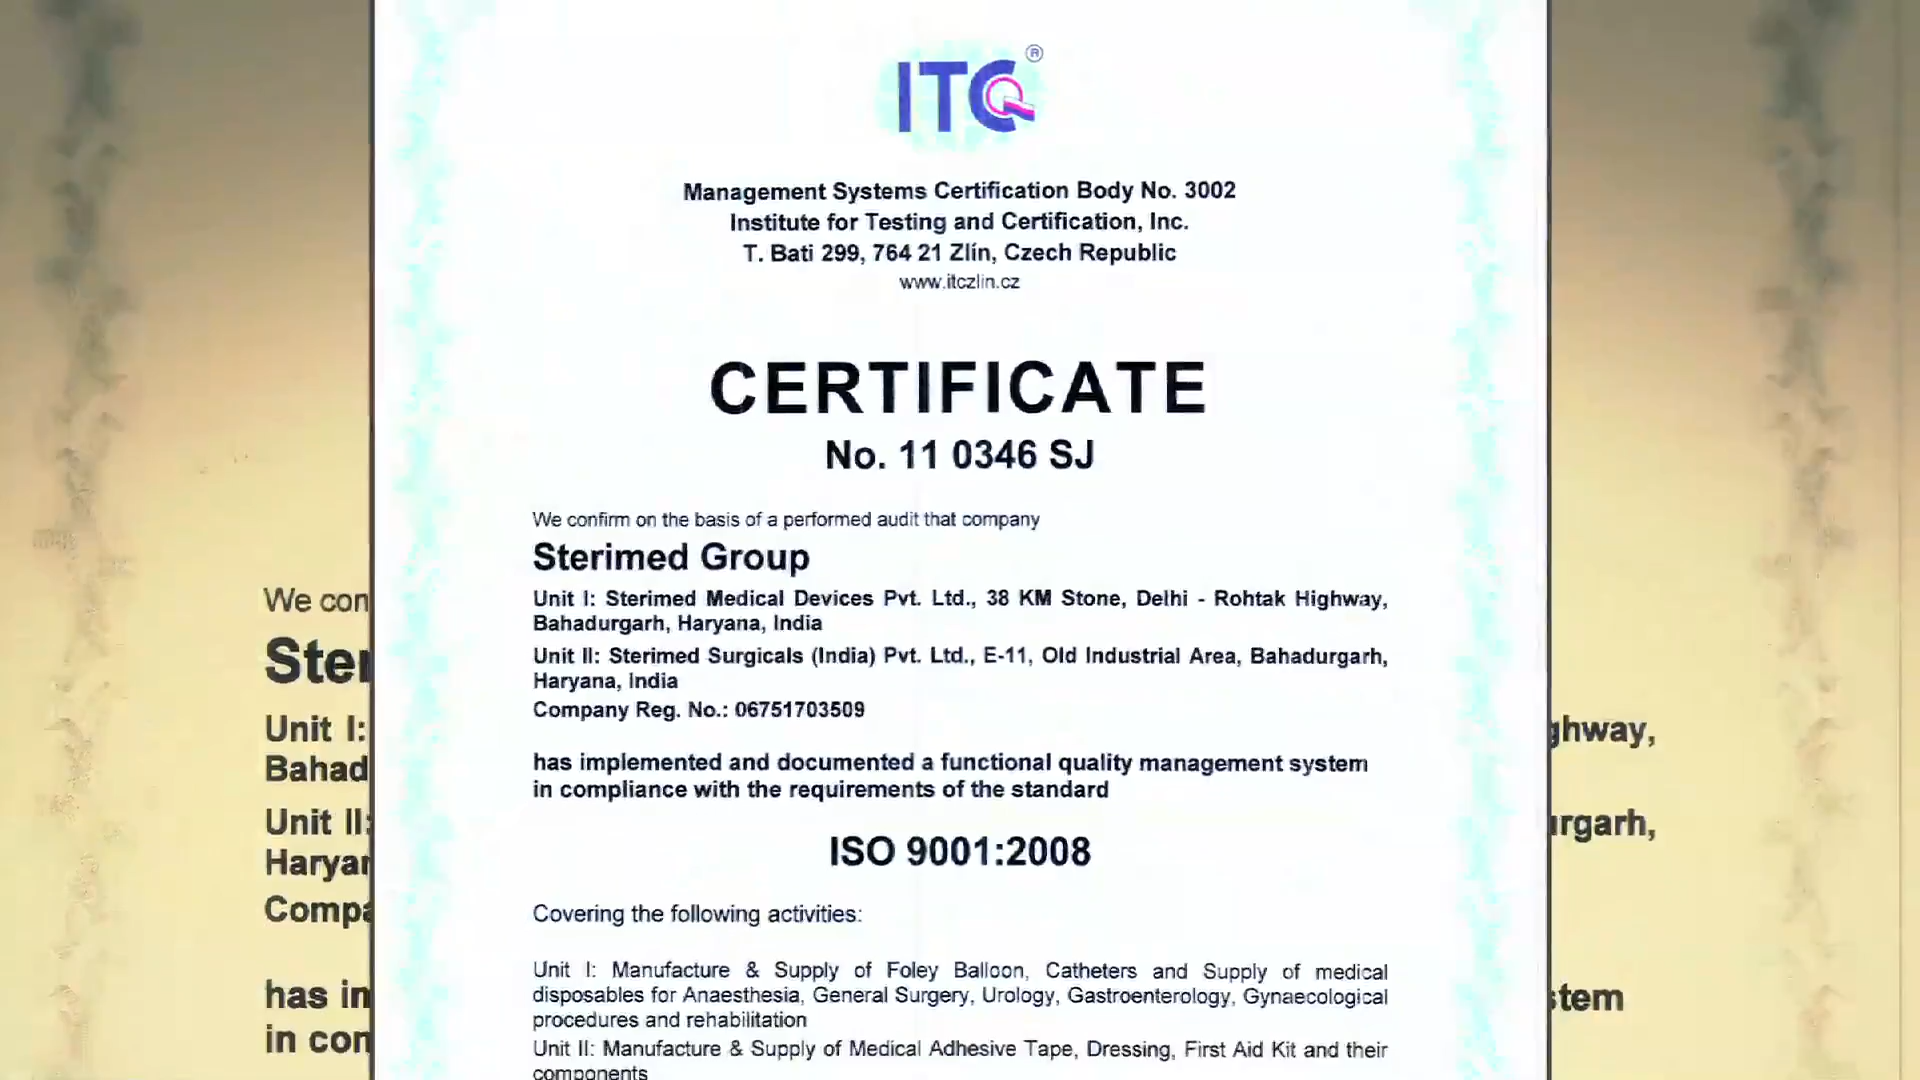 ITC ®
Management Systems Certification Body No. 3002
Institute for Testing and Certification, Inc.
T. Bati 299, 764 21 Zlín, Czech Republic
www.itczlin.cz
CERTIFICATE
No. 11 0346 SJ
We confirm on the basis of a performed audit that company
Sterimed Group
Unit I: Sterimed Medical Devices Pvt. Ltd., 38 KM Stone, Delhi - Rohtak Highway,
Bahadurgarh, Haryana, India
Unit II: Sterimed Surgicals (India) Pvt. Ltd., E-11, Old Industrial Area, Bahadurgarh,
Haryana, India
Company Reg. No.: 06751703509
has implemented and documented a functional quality management system
in compliance with the requirements of the standard
ISO 9001:2008
Covering the following activities:
Unit I: Manufacture & Supply of Foley Balloon, Catheters and Supply of medical
disposables for Anaesthesia, General Surgery, Urology, Gastroenterology, Gynaecological
procedures and rehabilitation
Unit II: Manufacture & Supply of Medical Adhesive Tape, Dressing, First Aid Kit and their
components
We con
Ster
Unit I:
Bahad
Unit II:
Haryan
Compa
has im
in com
ghway,
urgarh,
stem